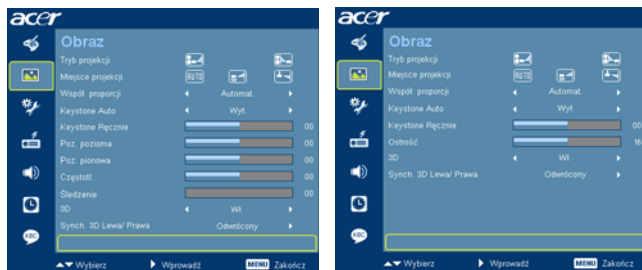 acer
Obraz
Tryb projekcji
Miejsce projekcji AUTO
Współ. proporcji Automat.
Keystone Auto Wył.
Keystone Ręcznie 00
Poz. pozioma 00
Poz. pionowa 00
Częstotl. 00
Śledzenie 00
3D Wł.
Synch. 3D Lewa/ Prawa Odwrócony
Wybierz Wprowadź MENU Zakończ
ABC
acer
Obraz
Tryb projekcji
Miejsce projekcji AUTO
Współ. proporcji Automat.
Keystone Auto Wył.
Keystone Ręcznie 00
Ostrość 16
3D Wł.
Synch. 3D Lewa/ Prawa Odwrócony
Wybierz Wprowadź MENU Zakończ
ABC